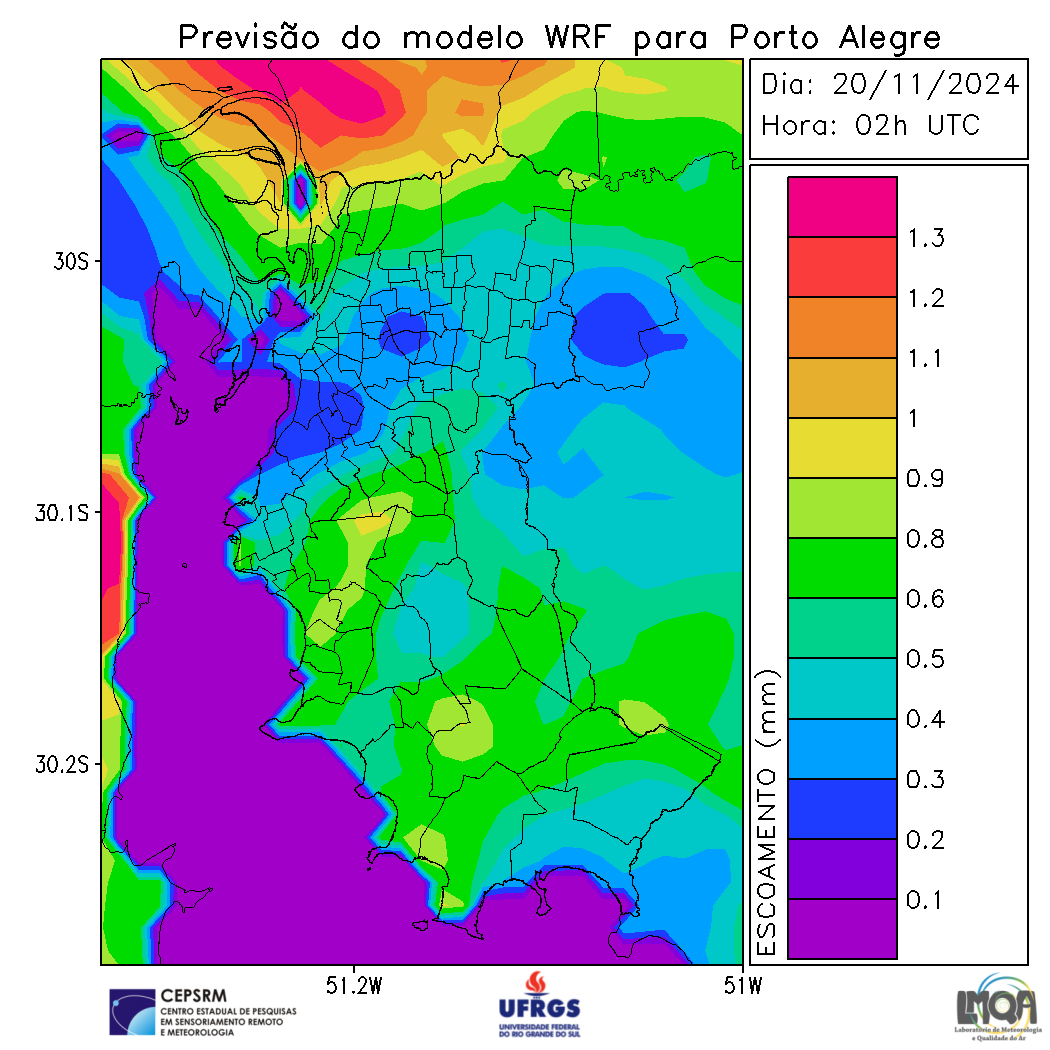 Previsão do modelo WRF para Porto Alegre
Dia: 20/11/2024
Hora: 02h UTC
30S
30.1S
30.2S
51.2W
51W
ESCOAMENTO (mm)
1.3
1.2
1.1
1
0.9
0.8
0.6
0.5
0.4
0.3
0.2
0.1
CEPSRM
CENTRO ESTADUAL DE PESQUISAS
EM SENSORIAMENTO REMOTO
E METEOROLOGIA
UFRGS
UNIVERSIDADE FEDERAL
DO RIO GRANDE DO SUL
LMQA
Laboratório de Meteorologia
e Qualidade do Ar